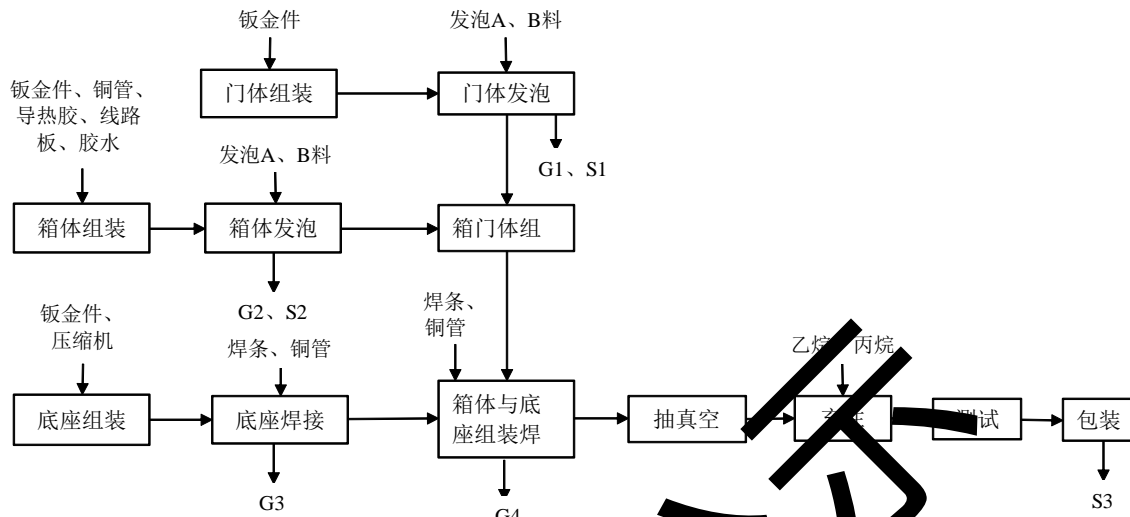 钣金件
发泡A、B料
门体组装
门体发泡
钣金件、铜管、
导热胶、线路
板、胶水
G1、S1
发泡A、B料
箱体组装
箱体发泡
箱门体组
G2、S2
钣金件、
压缩机
焊条、铜管
焊条、
铜管
乙烷、丙烷
底座组装
底座焊接
箱体与底
座组装焊
抽真空
测试
包装
G3
G4
S3